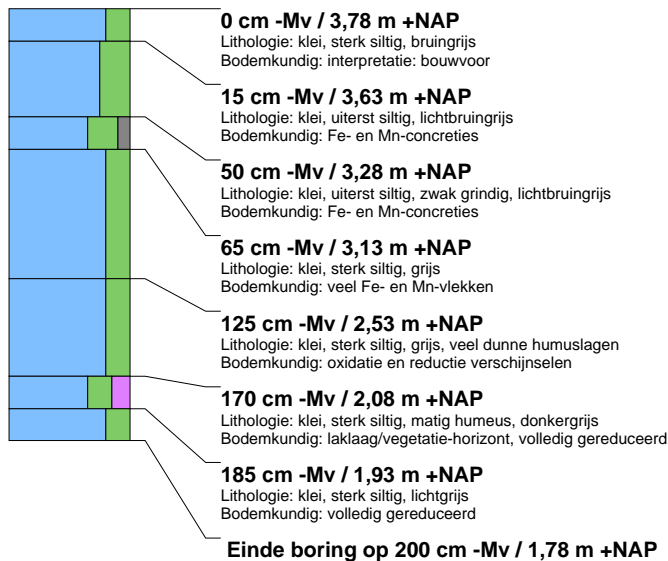 0 cm -Mv / 3,78 m +NAP
Lithologie: klei, sterk siltig, bruingrijs
Bodemkundig: interpretatie: bouwvoor
15 cm -Mv / 3,63 m +NAP
Lithologie: klei, uiterst siltig, lichtbruingrijs
Bodemkundig: Fe- en Mn-concreties
50 cm -Mv / 3,28 m +NAP
Lithologie: klei, uiterst siltig, zwak grindig, lichtbruingrijs
Bodemkundig: Fe- en Mn-concreties
65 cm -Mv / 3,13 m +NAP
Lithologie: klei, sterk siltig, grijs
Bodemkundig: veel Fe- en Mn-vlekken
125 cm -Mv / 2,53 m +NAP
Lithologie: klei, sterk siltig, grijs, veel dunne humuslagen
Bodemkundig: oxidatie en reductie verschijnselen
170 cm -Mv / 2,08 m +NAP
Lithologie: klei, sterk siltig, matig humeus, donkergrijs
Bodemkundig: laklaag/vegetatie-horizont, volledig gereduceerd
185 cm -Mv / 1,93 m +NAP
Lithologie: klei, sterk siltig, lichtgrijs
Bodemkundig: volledig gereduceerd
Einde boring op 200 cm -Mv / 1,78 m +NAP